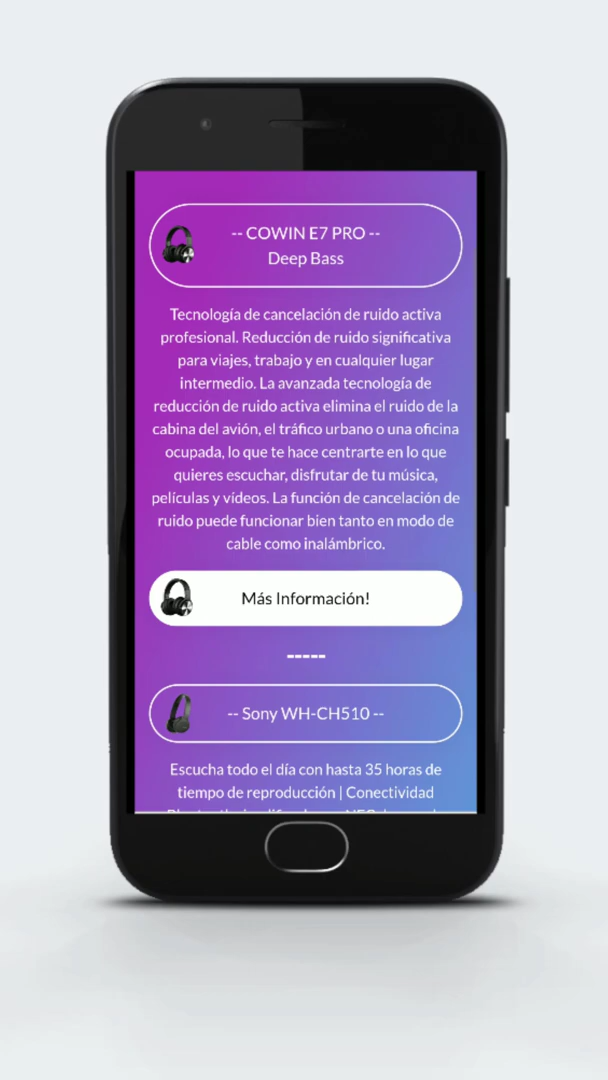 -- COWIN E7 PRO --
Deep Bass
Tecnología de cancelación de ruido activa
profesional. Reducción de ruido significativa
para viajes, trabajo y en cualquier lugar
intermedio. La avanzada tecnología de
reducción de ruido activa elimina el ruido de la
cabina del avión, el tráfico urbano o una oficina
ocupada, lo que te hace centrarte en lo que
quieres escuchar, disfrutar de tu música,
películas y vídeos. La función de cancelación de
ruido puede funcionar bien tanto en modo de
cable como inalámbrico.
Más Información!
-----
-- Sony WH-CH510 --
Escucha todo el día con hasta 35 horas de
tiempo de reproducción | Conectividad